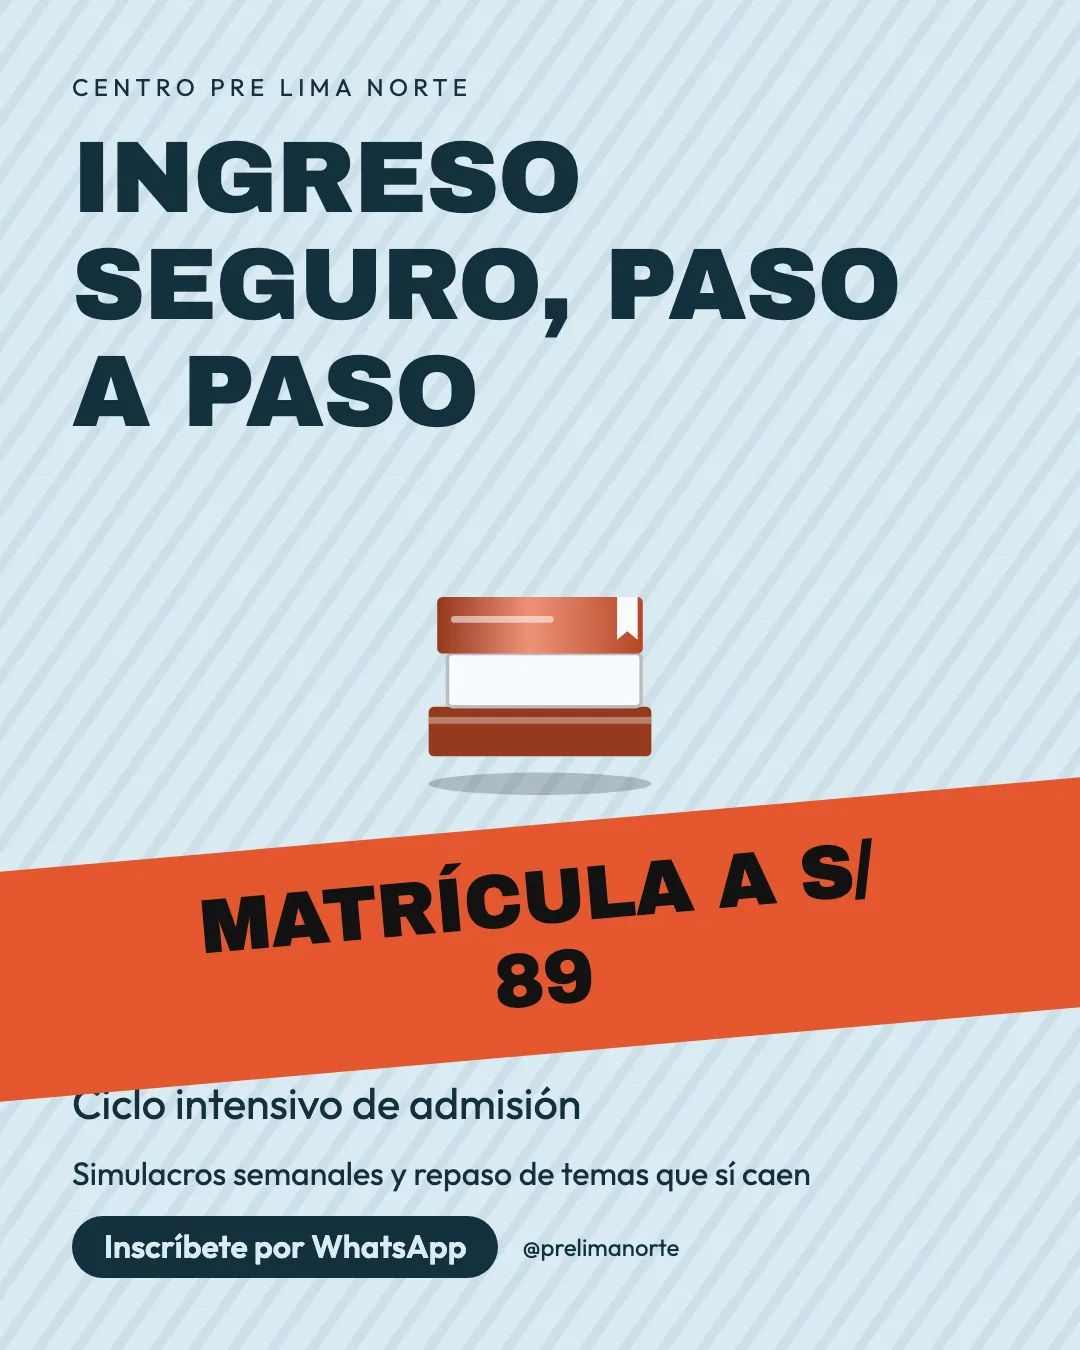 CENTRO PRE LIMA NORTE
INGRESO
SEGURO, PASO
A PASO
MATRÍCULA A S/
89
Ciclo intensivo de admisión
Simulacros semanales y repaso de temas que sí caen
Inscríbete por WhatsApp
@prelimanorte